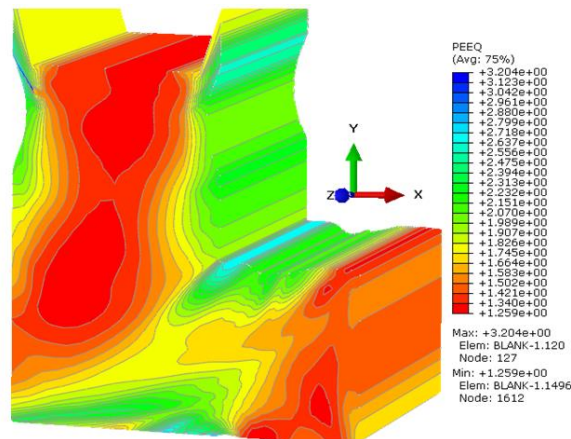 PEEQ
(Avg: 75%)
+3.204e+00
+3.123e+00
+3.042e+00
+2.961e+00
+2.880e+00
+2.799e+00
+2.718e+00
+2.637e+00
+2.556e+00
+2.475e+00
+2.394e+00
+2.313e+00
+2.232e+00
+2.151e+00
+2.070e+00
+1.989e+00
+1.907e+00
+1.826e+00
+1.745e+00
+1.664e+00
+1.583e+00
+1.502e+00
+1.421e+00
+1.340e+00
+1.259e+00
Y
Z
X
Max: +3.204e+00
Elem: BLANK-1.120
Node: 127
Min: +1.259e+00
Elem: BLANK-1.1496
Node: 1612